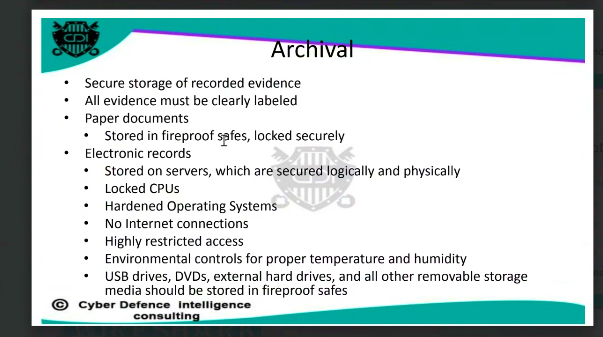 CDI
Archival
• Secure storage of recorded evidence
• All evidence must be clearly labeled
• Paper documents
• Stored in fireproof safes, locked securely
• Electronic records
• Stored on servers, which are secured logically and physically
• Locked CPUs
• Hardened Operating Systems
• No Internet connections
• Highly restricted access
• Environmental controls for proper temperature and humidity
• USB drives, DVDs, external hard drives, and all other removable storage
media should be stored in fireproof safes
© Cyber Defence intelligence
consulting